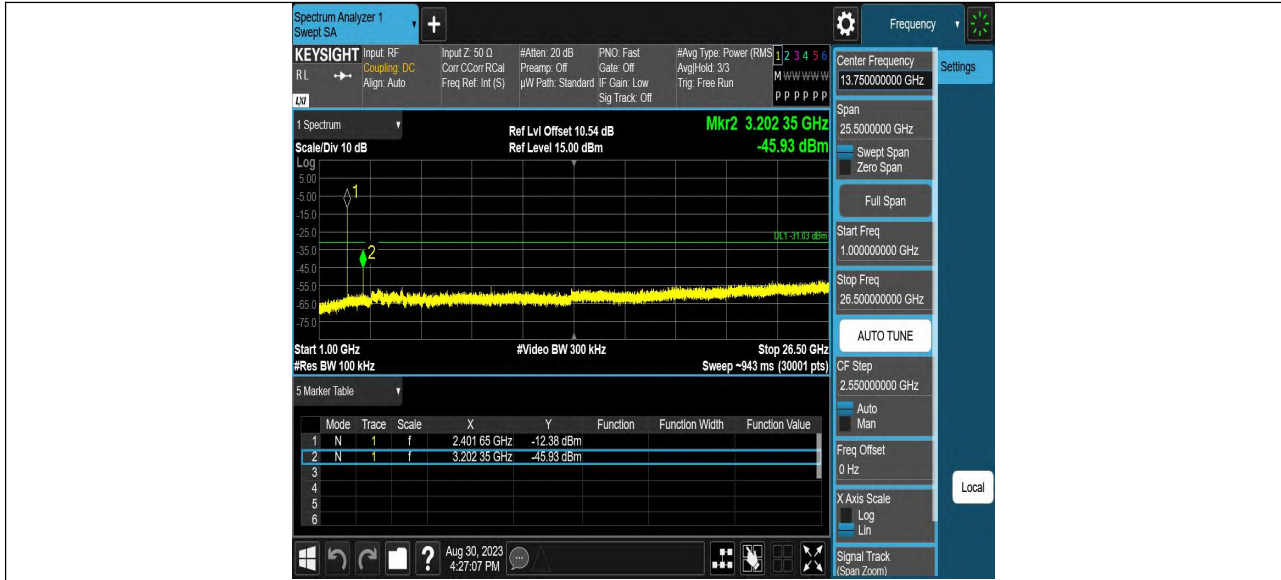 Spectrum Analyzer 1
Swept SA
+
Frequency
KEYSIGHT
RL
LXI
Input: RF
Coupling: DC
Align: Auto
Input Z: 50 Ω
Corr CCorr RCal
Freq Ref: Int (S)
#Atten: 20 dB
Preamp: Off
µW Path: Standard
PNO: Fast
Gate: Off
IF Gain: Low
Sig Track: Off
#Avg Type: Power (RMS
Avg|Hold: 3/3
Trig: Free Run
1 2 3 4 5 6
M W W W W W
P P P P P P
1 Spectrum
Scale/Div 10 dB
Ref Lvl Offset 10.54 dB
Ref Level 15.00 dBm
Mkr2 3.202 35 GHz
-45.93 dBm
Log
5.00
-5.00
-15.0
-25.0
-35.0
-45.0
-55.0
-65.0
-75.0
1
2
DL1 -31.03 dBm
Start 1.00 GHz
#Res BW 100 kHz
#Video BW 300 kHz
Stop 26.50 GHz
Sweep ~943 ms (30001 pts)
5 Marker Table
Mode Trace Scale X Y Function Function Width Function Value
1 N 1 f 2.401 65 GHz -12.38 dBm
2 N 1 f 3.202 35 GHz -45.93 dBm
3
4
5
6
?
Aug 30, 2023
4:27:07 PM
Center Frequency
13.750000000 GHz
Settings
Span
25.5000000 GHz
Swept Span
Zero Span
Full Span
Start Freq
1.000000000 GHz
Stop Freq
26.500000000 GHz
AUTO TUNE
CF Step
2.550000000 GHz
Auto
Man
Freq Offset
0 Hz
Local
X Axis Scale
Log
Lin
Signal Track
(Span Zoom)